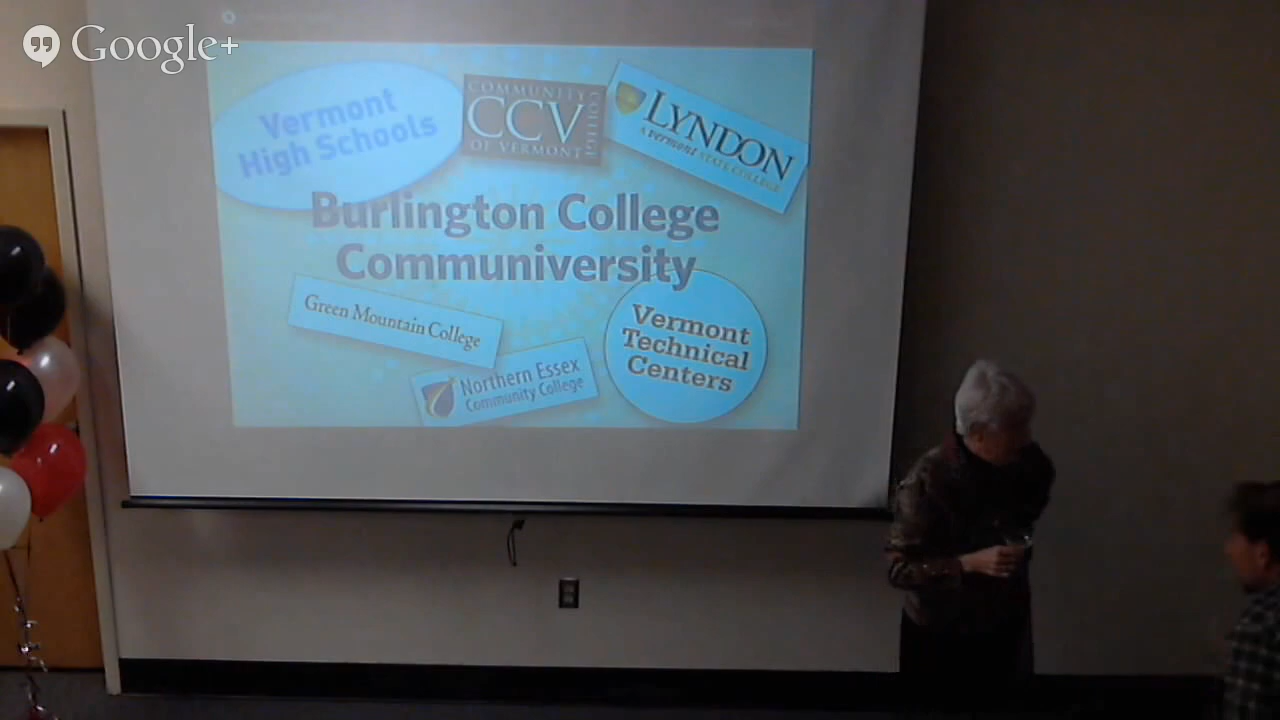 Google+
Vermont
High Schools
COMMUNITY
COLLEGE
CCV
OF VERMONT
LYNDON
A vermont STATE COLLEGE
Burlington College
Communiversity
Green Mountain College
Northern Essex
Community College
Vermont
Technical
Centers